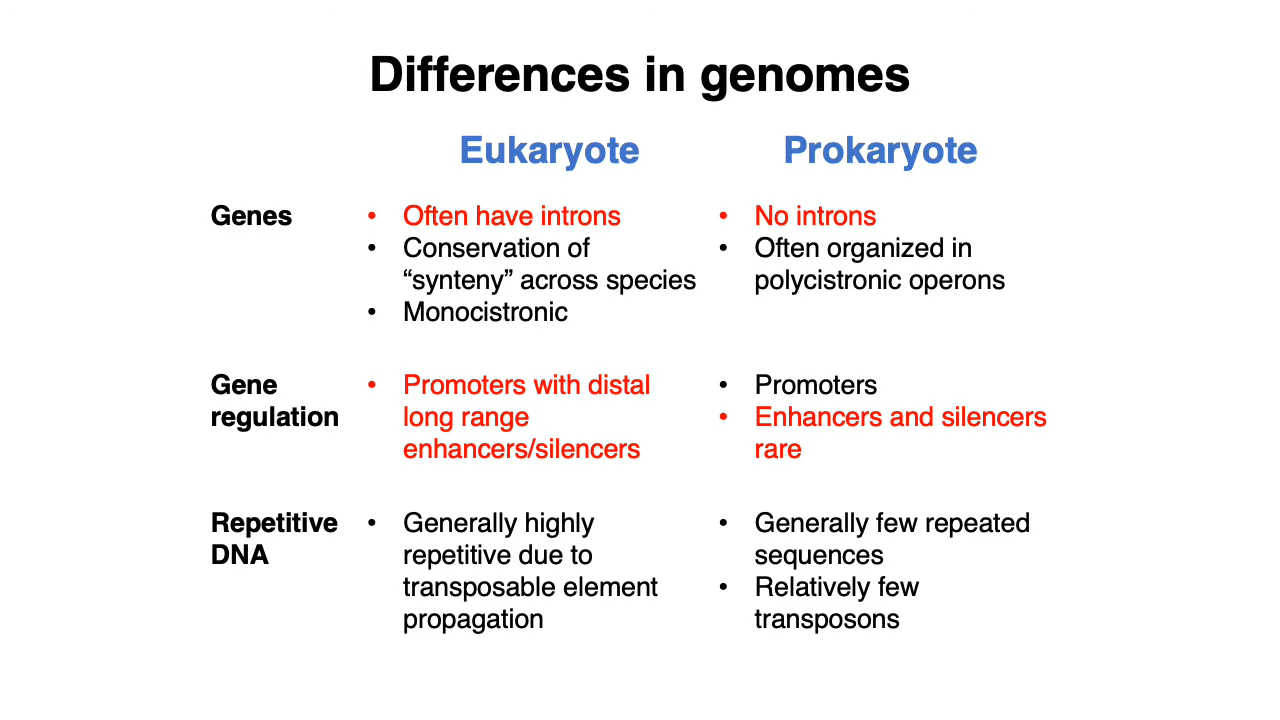 Differences in genomes
Eukaryote
Prokaryote
Genes
• Often have introns
• Conservation of
“synteny” across species
• Monocistronic
• No introns
• Often organized in
polycistronic operons
Gene
regulation
• Promoters with distal
long range
enhancers/silencers
• Promoters
• Enhancers and silencers
rare
Repetitive
DNA
• Generally highly
repetitive due to
transposable element
propagation
• Generally few repeated
sequences
• Relatively few
transposons